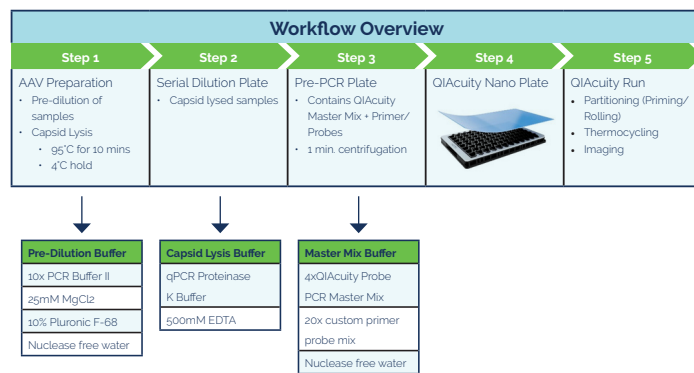 Workflow Overview
Step 1
Step 2
Step 3
Step 4
Step 5
AAV Preparation
• Pre-dilution of
samples
• Capsid Lysis
• 95°C for 10 mins
• 4°C hold
Serial Dilution Plate
• Capsid lysed samples
Pre-PCR Plate
• Contains QIAcuity
Master Mix + Primer/
Probes
• 1 min. centrifugation
QIAcuity Nano Plate
QIAcuity Run
• Partitioning (Priming/
Rolling)
• Thermocycling
• Imaging
Pre-Dilution Buffer
10x PCR Buffer II
25mM MgCl2
10% Pluronic F-68
Nuclease free water
Capsid Lysis Buffer
qPCR Proteinase
K Buffer
500mM EDTA
Master Mix Buffer
4xQIAcuity Probe
PCR Master Mix
20x custom primer
probe mix
Nuclease free water